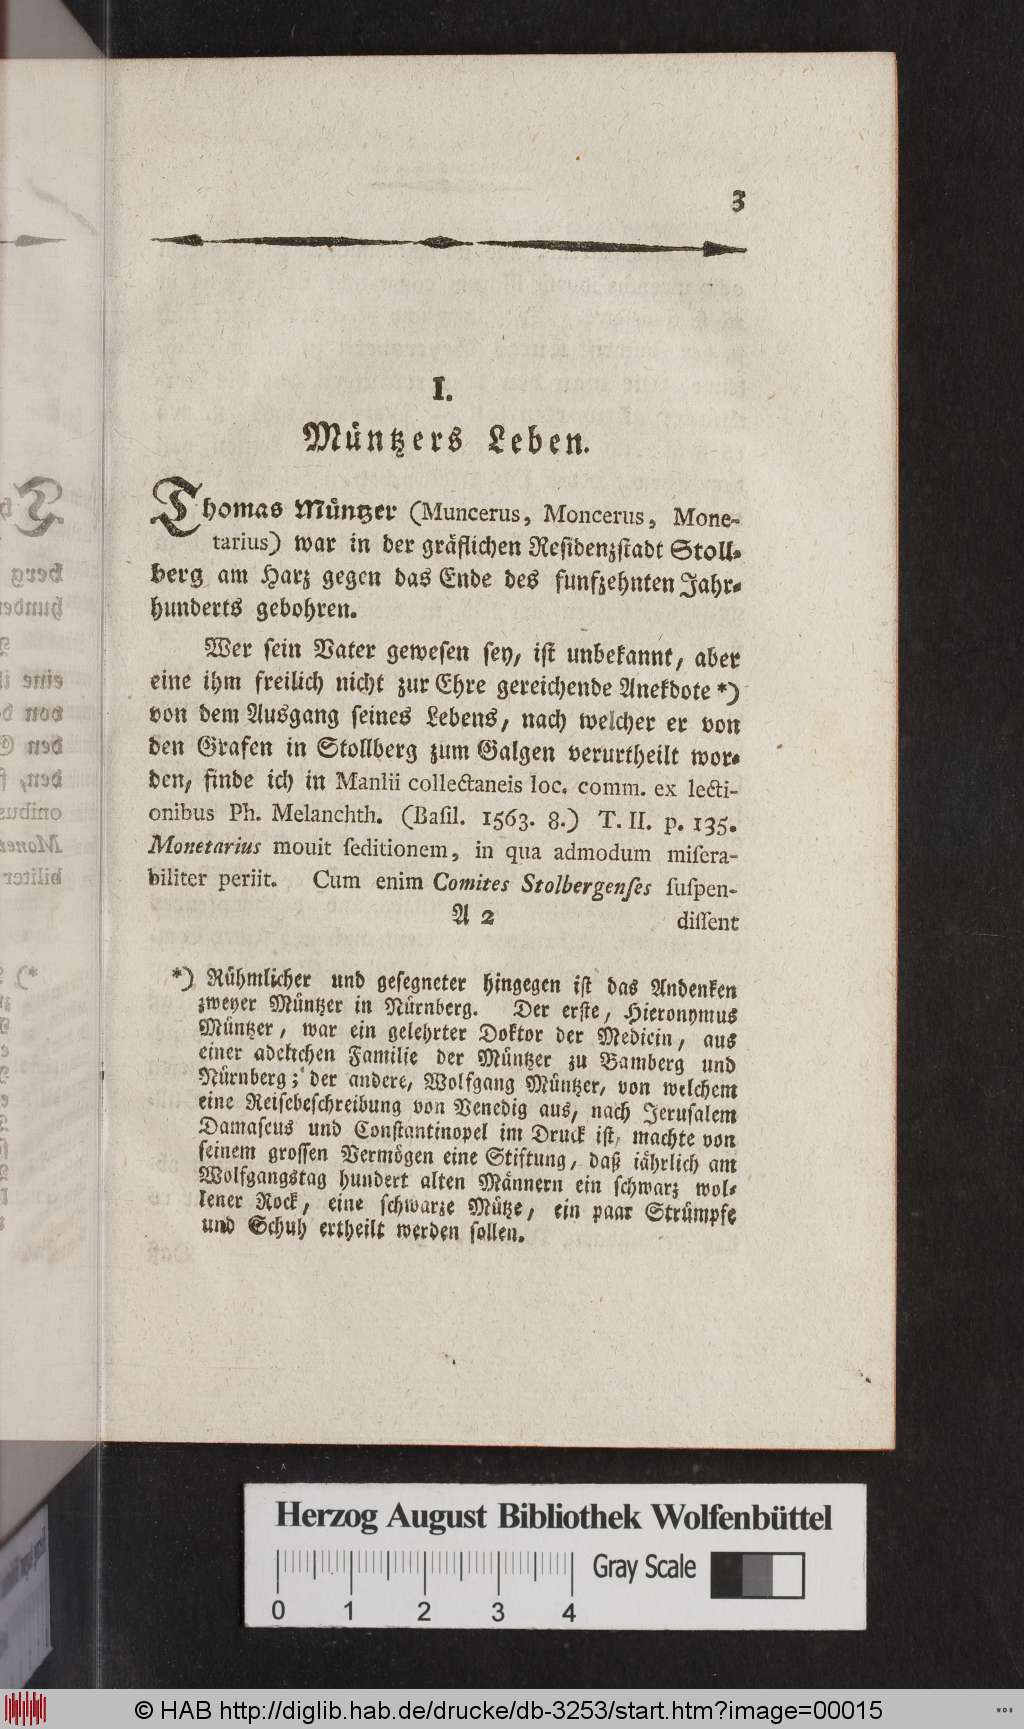 3
I.
Müntzers Leben.
Thomas Müntzer (Muncerus, Moncerus, Mone-
tarius) war in der gräflichen Residenzstadt Stoll-
berg am Harz gegen das Ende des funfzehnten Jahr-
hunderts gebohren.
Wer sein Vater gewesen sey, ist unbekannt, aber
eine ihm freilich nicht zur Ehre gereichende Anekdote *)
von dem Ausgang seines Lebens, nach welcher er von
den Grafen in Stollberg zum Galgen verurtheilt wor-
den, finde ich in Manlii collectaneis loc. comm. ex lecti-
onibus Ph. Melanchth. (Baſil. 1563. 8.) T. II. p. 135.
Monetarius mouit ſeditionem, in qua admodum miſera-
biliter periit. Cum enim Comites Stolbergenſes ſuſpen-
A 2 diſſent
*) Rühmlicher und gesegneter hingegen ist das Andenken
zweyer Müntzer in Nürnberg. Der erste, Hieronymus
Müntzer, war ein gelehrter Doktor der Medicin, aus
einer adelichen Familie der Müntzer zu Bamberg und
Nürnberg; der andere, Wolfgang Müntzer, von welchem
eine Reisebeschreibung von Venedig aus, nach Jerusalem
Damascus und Constantinopel im Druck ist, machte von
seinem grossen Vermögen eine Stiftung, daß jährlich am
Wolfgangstag hundert alten Männern ein schwarz wol-
lener Rock, eine schwarze Mütze, ein paar Strümpfe
und Schuh ertheilt werden sollen.
Herzog August Bibliothek Wolfenbüttel
Gray Scale
0 1 2 3 4
© HAB http://diglib.hab.de/drucke/db-3253/start.htm?image=00015